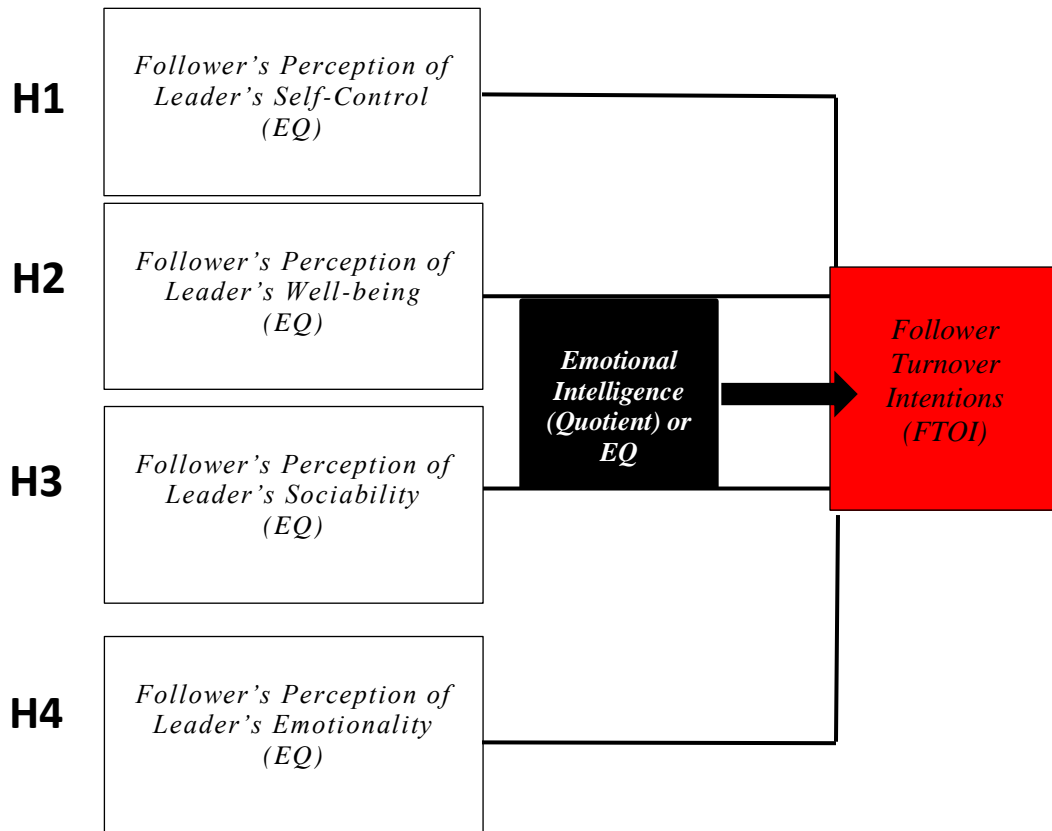 H1
Follower’s Perception of
Leader’s Self-Control
(EQ)
H2
Follower’s Perception of
Leader’s Well-being
(EQ)
Emotional
Intelligence
(Quotient) or
EQ
Follower
Turnover
Intentions
(FTOI)
H3
Follower’s Perception of
Leader’s Sociability
(EQ)
H4
Follower’s Perception of
Leader’s Emotionality
(EQ)